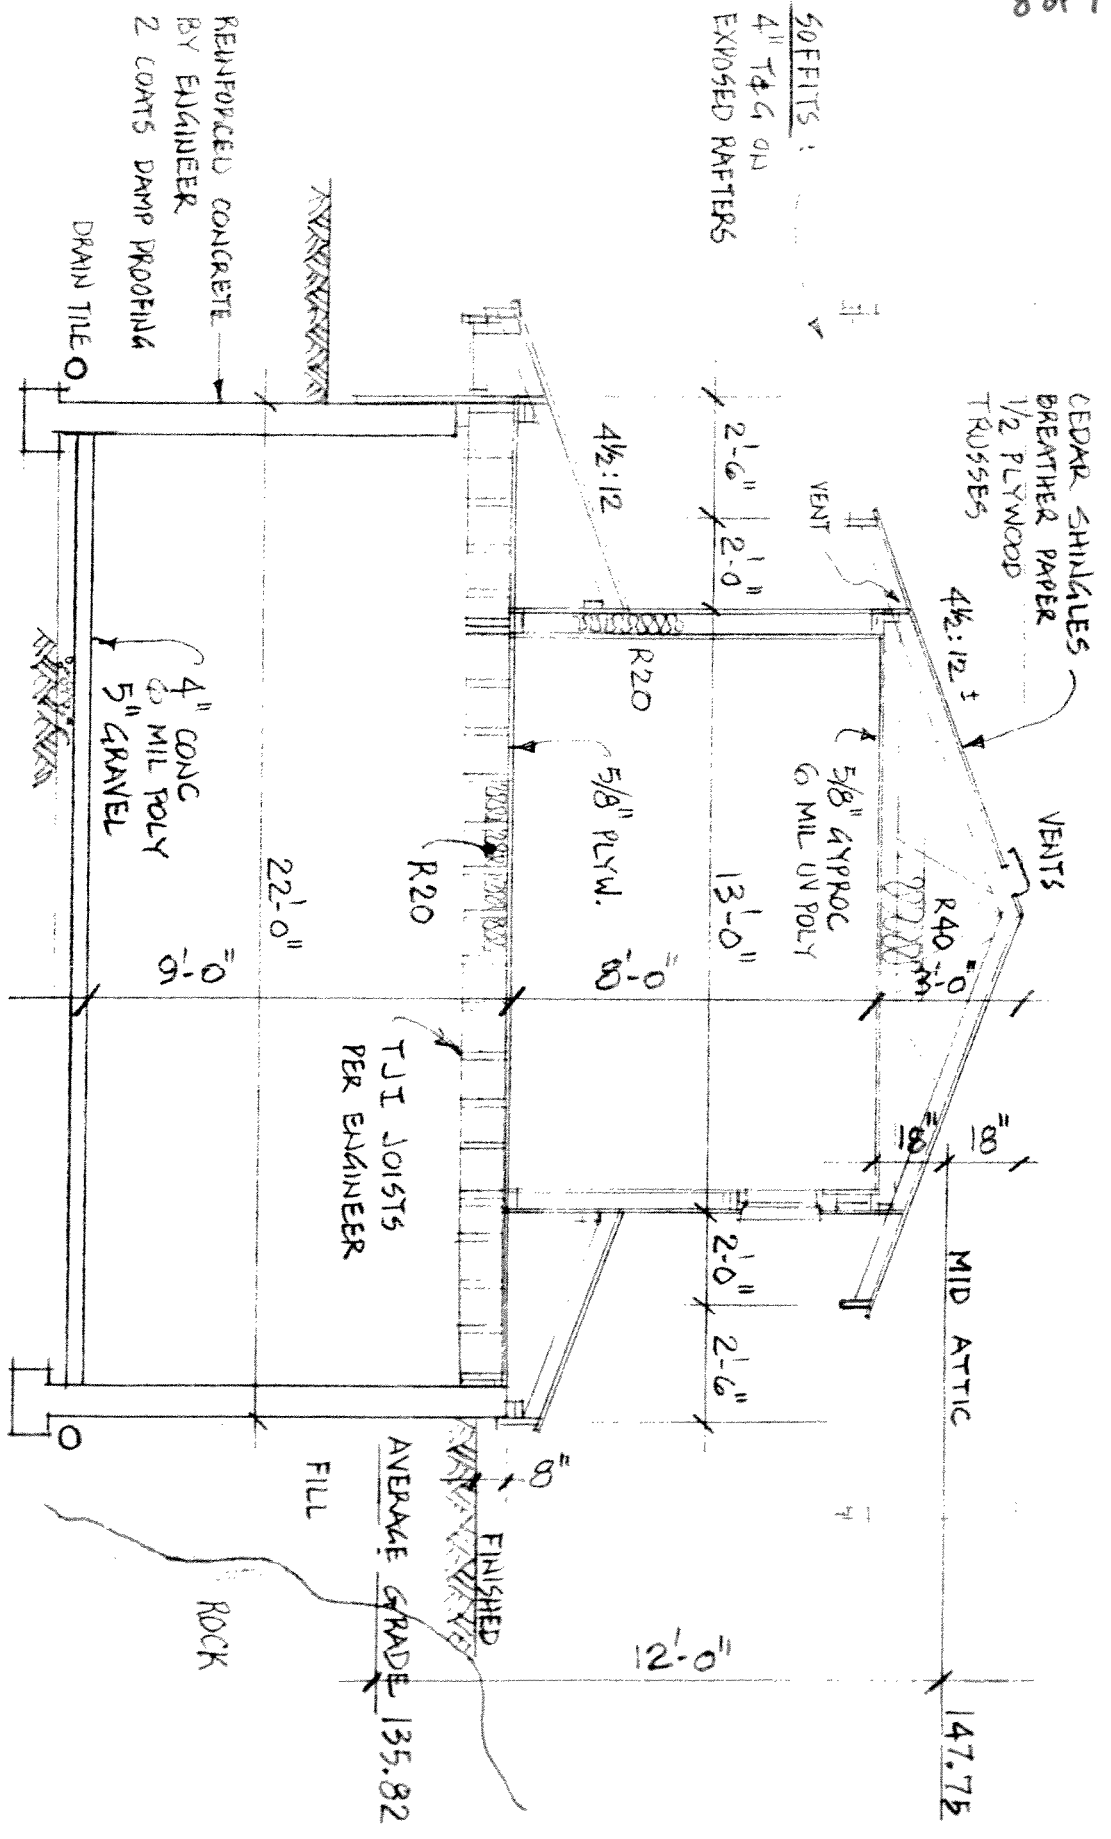 SOFFITS :
4" T&G ON
EXPOSED RAFTERS
CEDAR SHINGLES
BREATHER PAPER
1/2 PLYWOOD
TRUSSES
4½:12 ±
VENTS
VENT
R40
3'-0"
18"
18"
MID ATTIC
147.75
5/8" GYPROC
6 MIL UV POLY
2'-6"
2'-0"
13'-0"
2'-0"
2'-6"
4½:12
R20
8'-0"
12'-0"
5/8" PLYW.
8"
FINISHED
R20
TJI JOISTS
PER ENGINEER
AVERAGE GRADE 135.82
FILL
22'-0"
9'-0"
REINFORCED CONCRETE
BY ENGINEER
2 COATS DAMP PROOFING
ROCK
4" CONC
6 MIL POLY
5" GRAVEL
DRAIN TILE